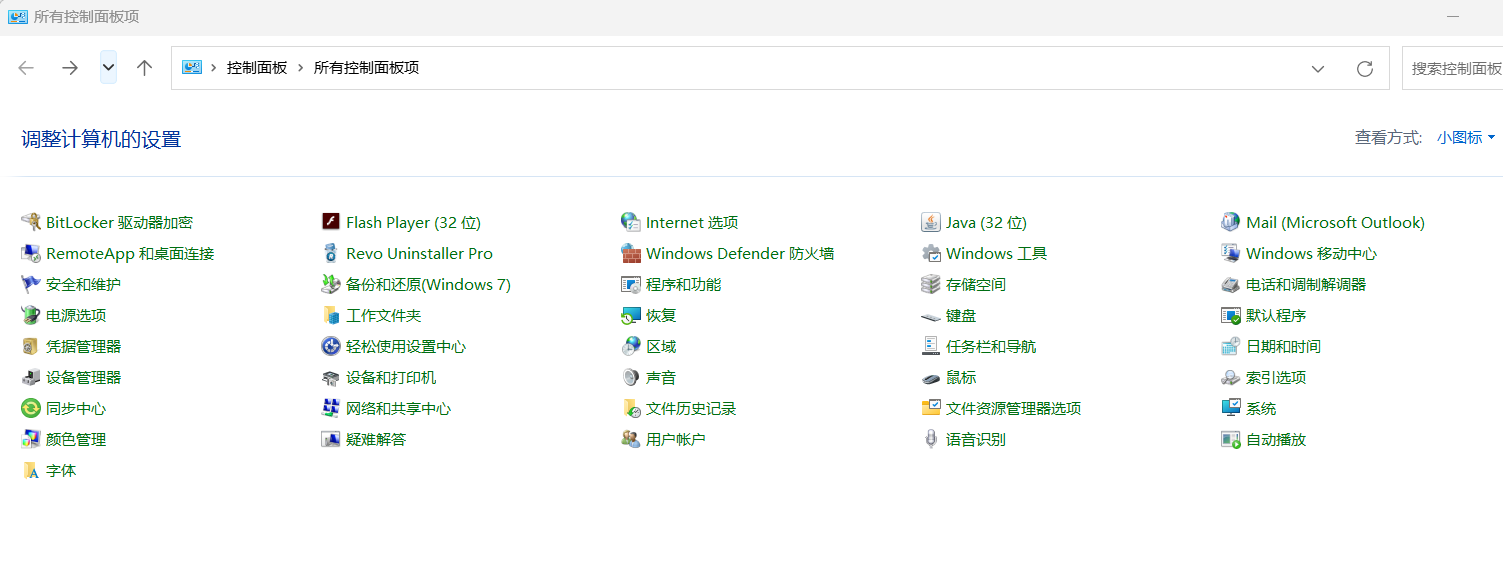 所有控制面板项
控制面板 所有控制面板项 搜索控制面板
调整计算机的设置 查看方式: 小图标
BitLocker 驱动器加密 Flash Player (32 位) Internet 选项 Java (32 位) Mail (Microsoft Outlook)
RemoteApp 和桌面连接 Revo Uninstaller Pro Windows Defender 防火墙 Windows 工具 Windows 移动中心
安全和维护 备份和还原(Windows 7) 程序和功能 存储空间 电话和调制解调器
电源选项 工作文件夹 恢复 键盘 默认程序
凭据管理器 轻松使用设置中心 区域 任务栏和导航 日期和时间
设备管理器 设备和打印机 声音 鼠标 索引选项
同步中心 网络和共享中心 文件历史记录 文件资源管理器选项 系统
颜色管理 疑难解答 用户帐户 语音识别 自动播放
字体